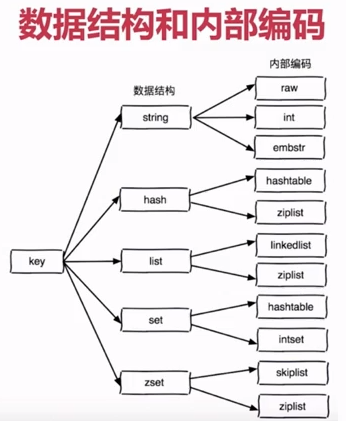 数据结构和内部编码
数据结构
内部编码
key
string
raw
int
embstr
hash
hashtable
ziplist
list
linkedlist
ziplist
set
hashtable
intset
zset
skiplist
ziplist